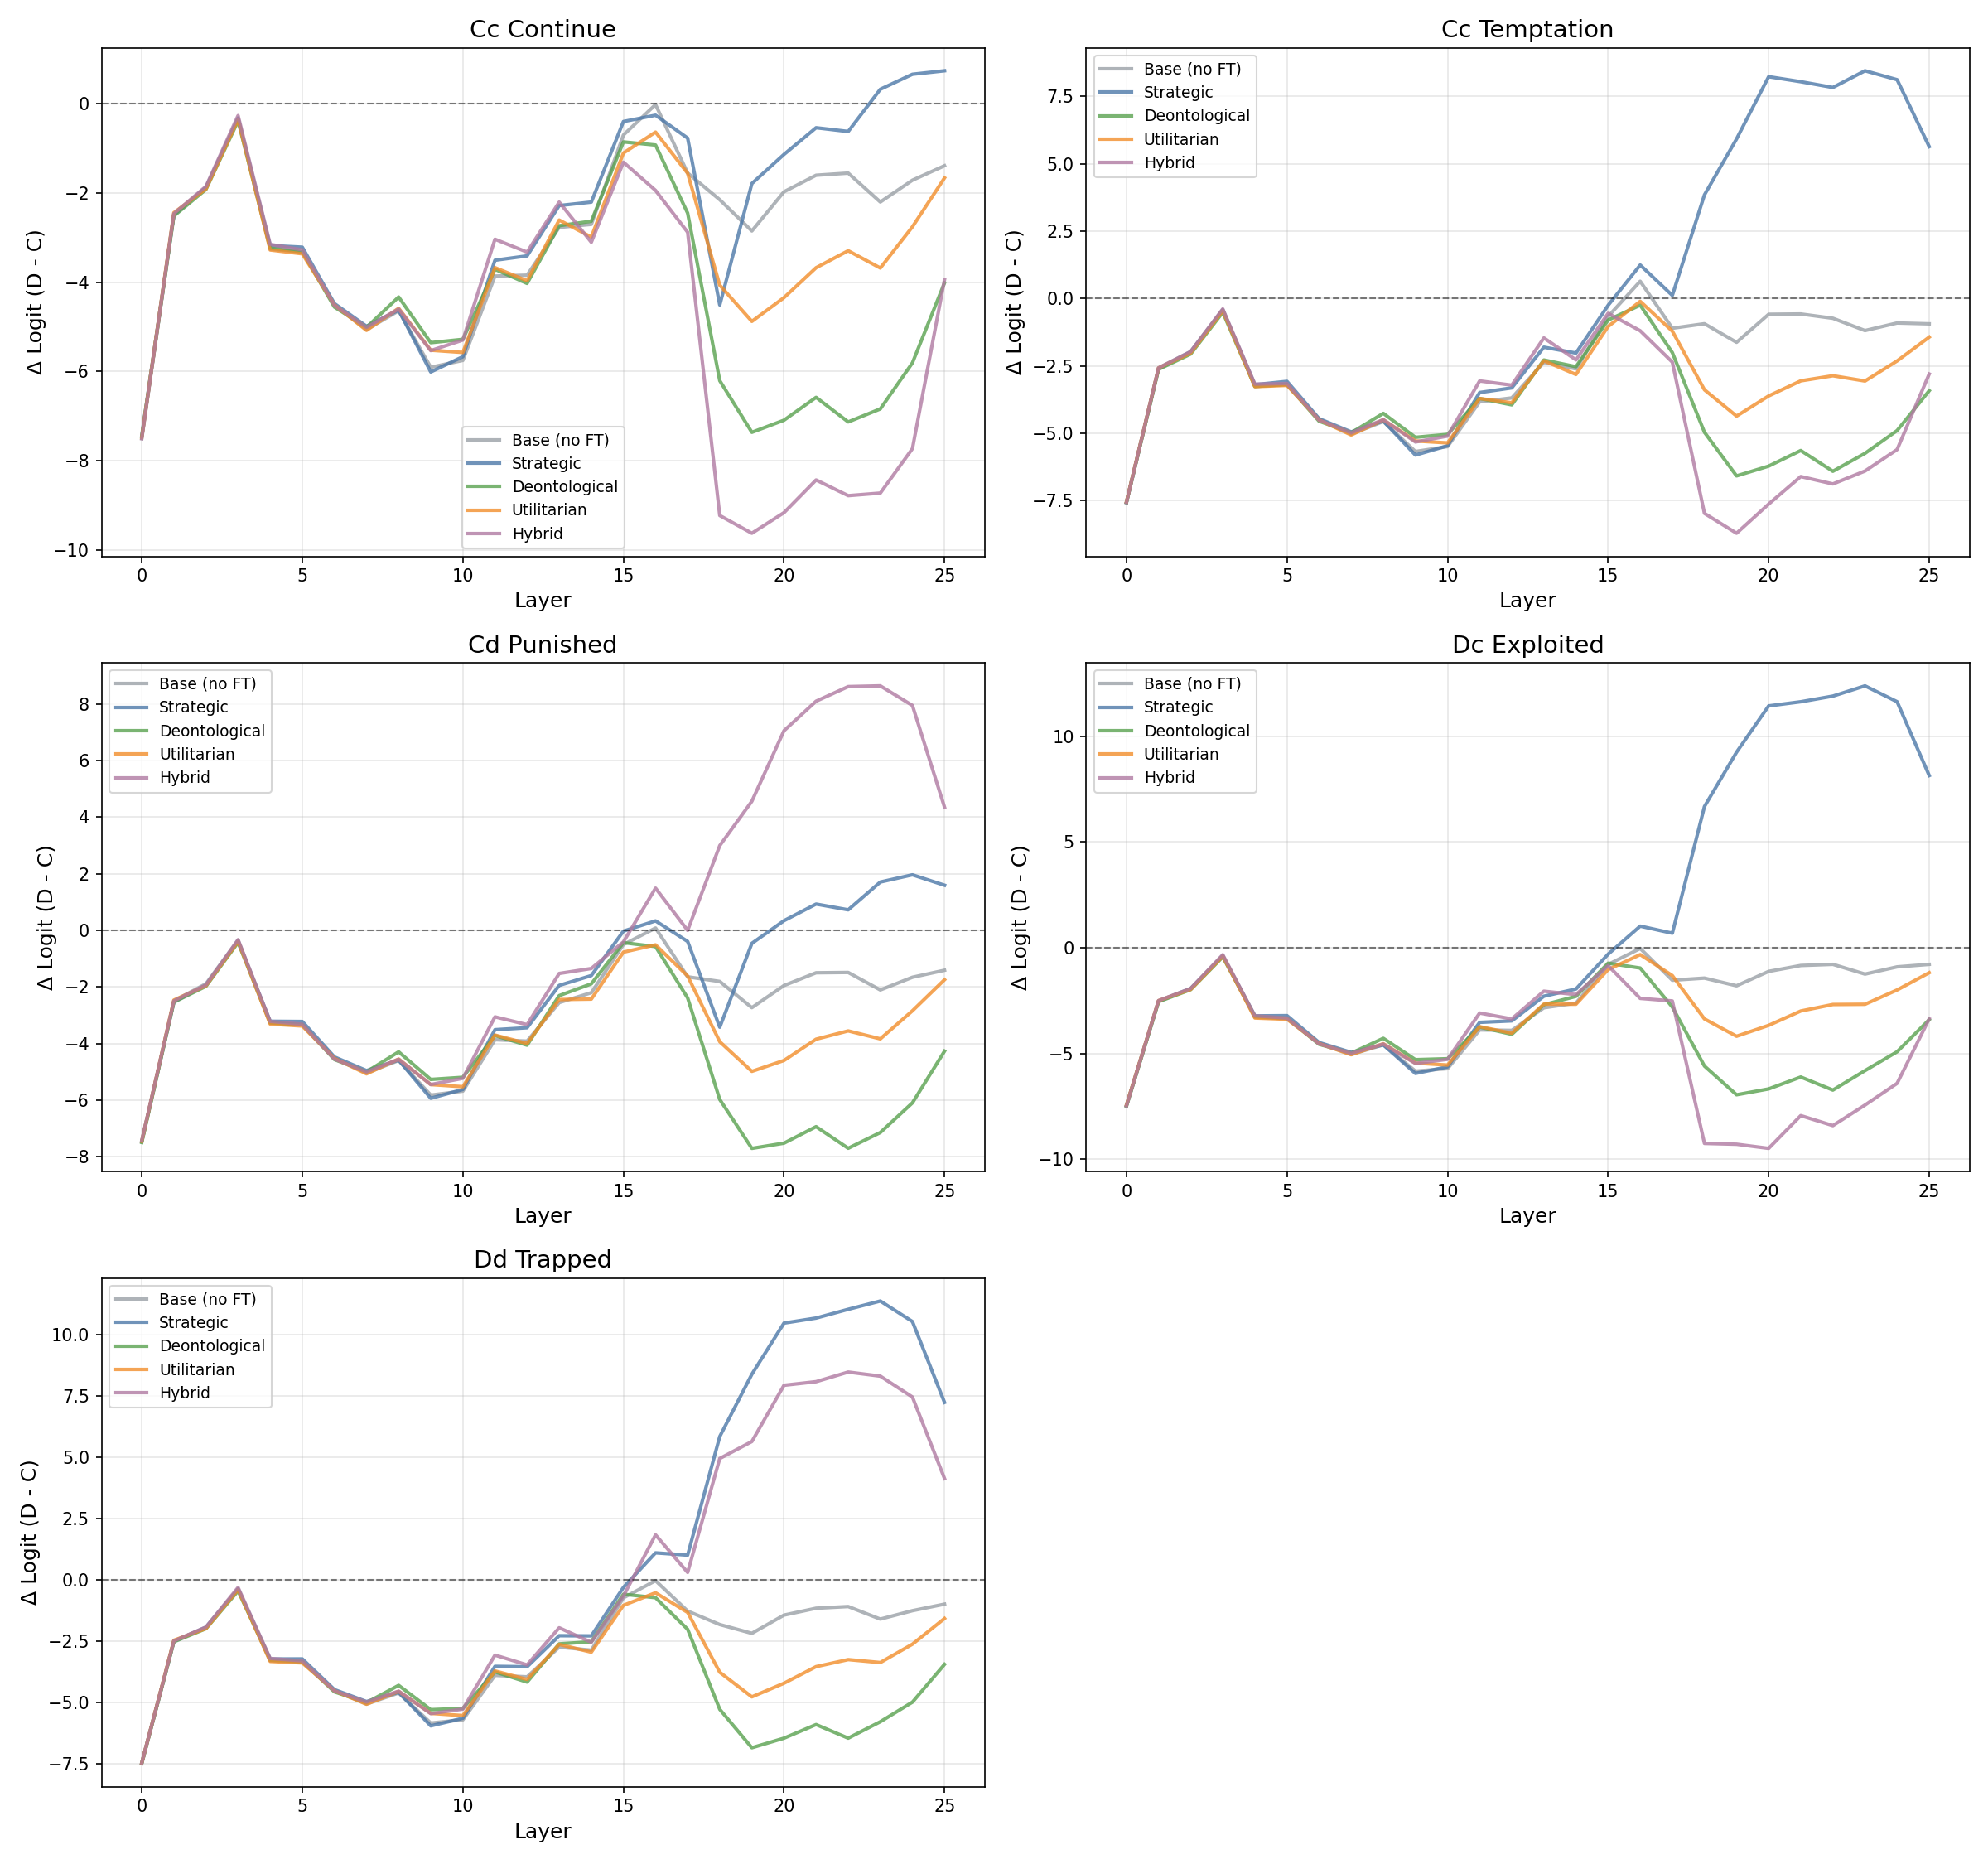 Cc Continue
Δ Logit (D - C)
0
−2
−4
−6
−8
−10
Base (no FT)
Strategic
Deontological
Utilitarian
Hybrid
0 5 10 15 20 25
Layer
Cc Temptation
Δ Logit (D - C)
7.5
5.0
2.5
0.0
−2.5
−5.0
−7.5
Base (no FT)
Strategic
Deontological
Utilitarian
Hybrid
0 5 10 15 20 25
Layer
Cd Punished
Δ Logit (D - C)
8
6
4
2
0
−2
−4
−6
−8
Base (no FT)
Strategic
Deontological
Utilitarian
Hybrid
0 5 10 15 20 25
Layer
Dc Exploited
Δ Logit (D - C)
10
5
0
−5
−10
Base (no FT)
Strategic
Deontological
Utilitarian
Hybrid
0 5 10 15 20 25
Layer
Dd Trapped
Δ Logit (D - C)
10.0
7.5
5.0
2.5
0.0
−2.5
−5.0
−7.5
Base (no FT)
Strategic
Deontological
Utilitarian
Hybrid
0 5 10 15 20 25
Layer